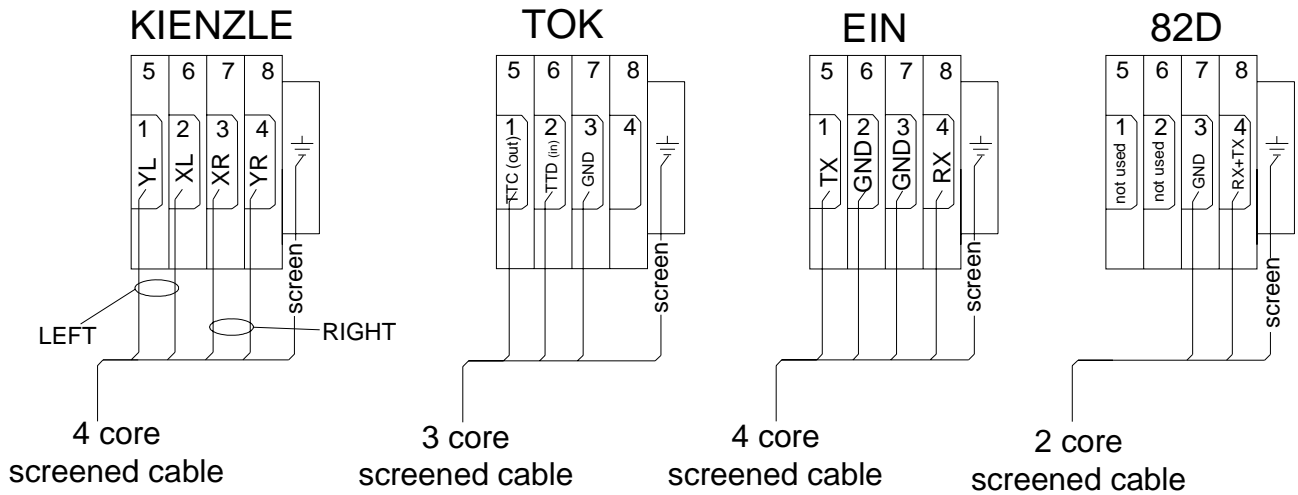 KIENZLE
5 6 7 8
1 2 3 4
YL XL XR YR
screen
LEFT
RIGHT
4 core
screened cable
TOK
5 6 7 8
1 2 3 4
TTC (out) TTD (in) GND
screen
3 core
screened cable
EIN
5 6 7 8
1 2 3 4
TX GND GND RX
screen
4 core
screened cable
82D
5 6 7 8
1 2 3 4
not used not used GND RX+TX
screen
2 core
screened cable